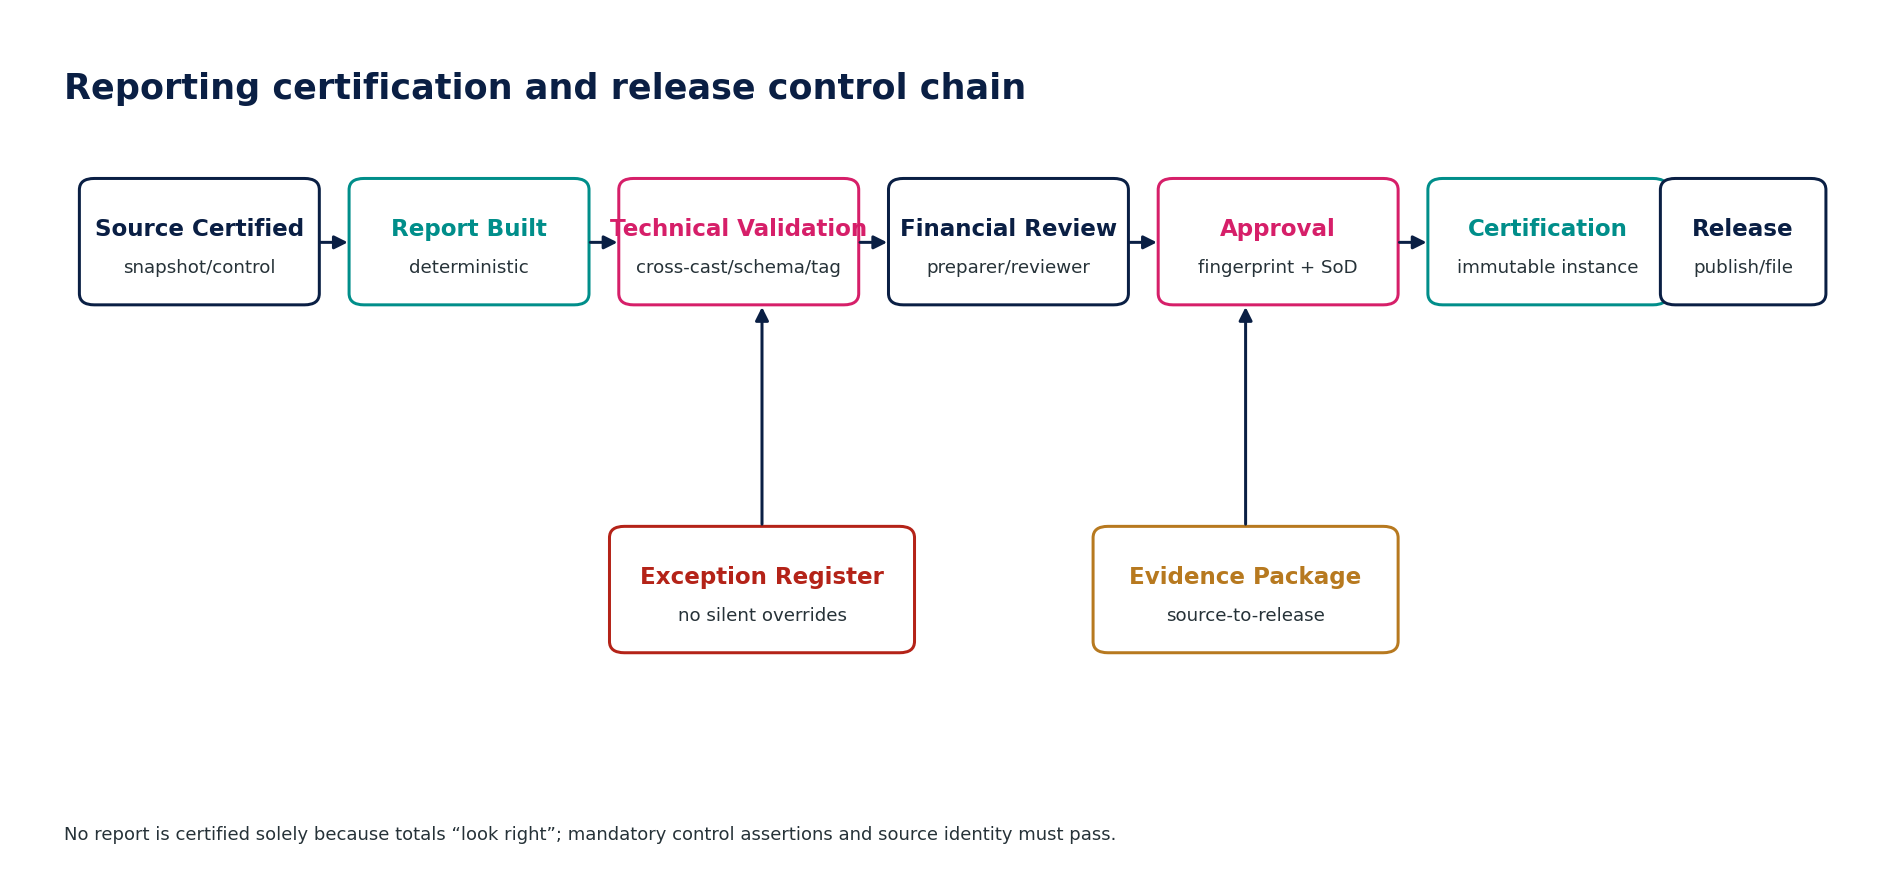 Reporting certification and release control chain
Source Certified
snapshot/control
Report Built
deterministic
Technical Validation
cross-cast/schema/tag
Financial Review
preparer/reviewer
Approval
fingerprint + SoD
Certification
immutable instance
Release
publish/file
Exception Register
no silent overrides
Evidence Package
source-to-release
No report is certified solely because totals “look right”; mandatory control assertions and source identity must pass.